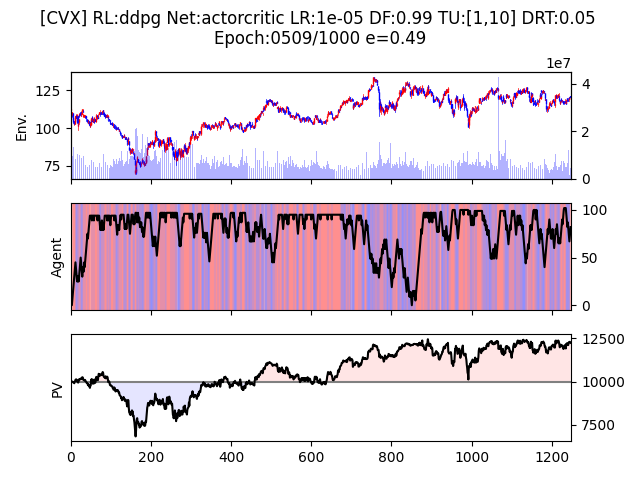 [CVX] RL:ddpg Net:actorcritic LR:1e-05 DF:0.99 TU:[1,10] DRT:0.05
Epoch:0509/1000 e=0.49
1e7
Env.
125
100
75
4
2
0
Agent
100
50
0
PV
12500
10000
7500
0 200 400 600 800 1000 1200